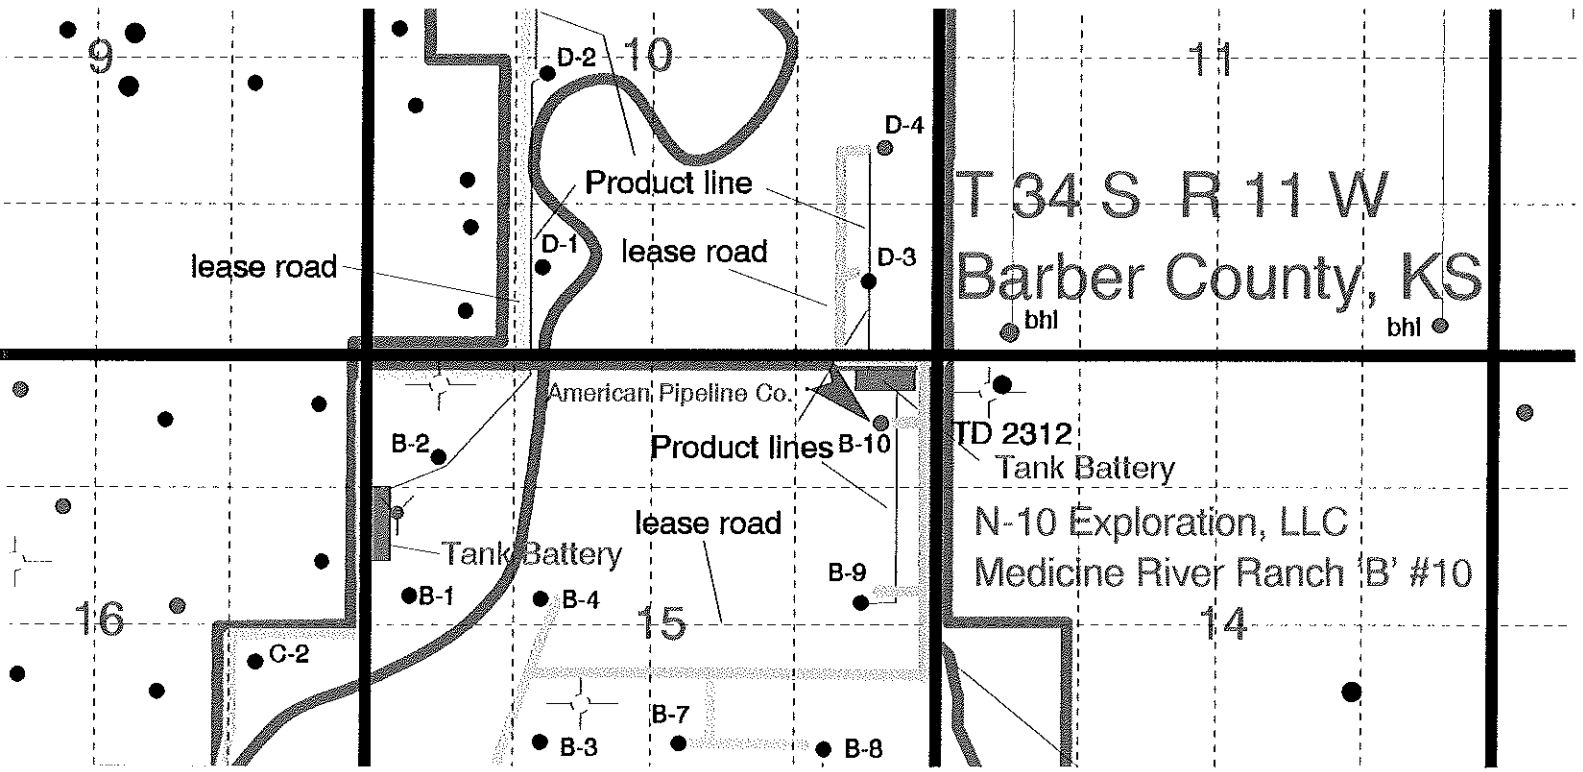 9
10
11
D-2
D-4
T 34 S R 11 W
Product line
D-1
lease road
D-3
lease road
Barber County, KS
bhl
bhl
American Pipeline Co.
B-2
Product lines
B-10
TD 2312
Tank Battery
lease road
N-10 Exploration, LLC
Tank Battery
Medicine River Ranch 'B' #10
B-9
B-1
B-4
16
15
14
C-2
B-7
B-3
B-8